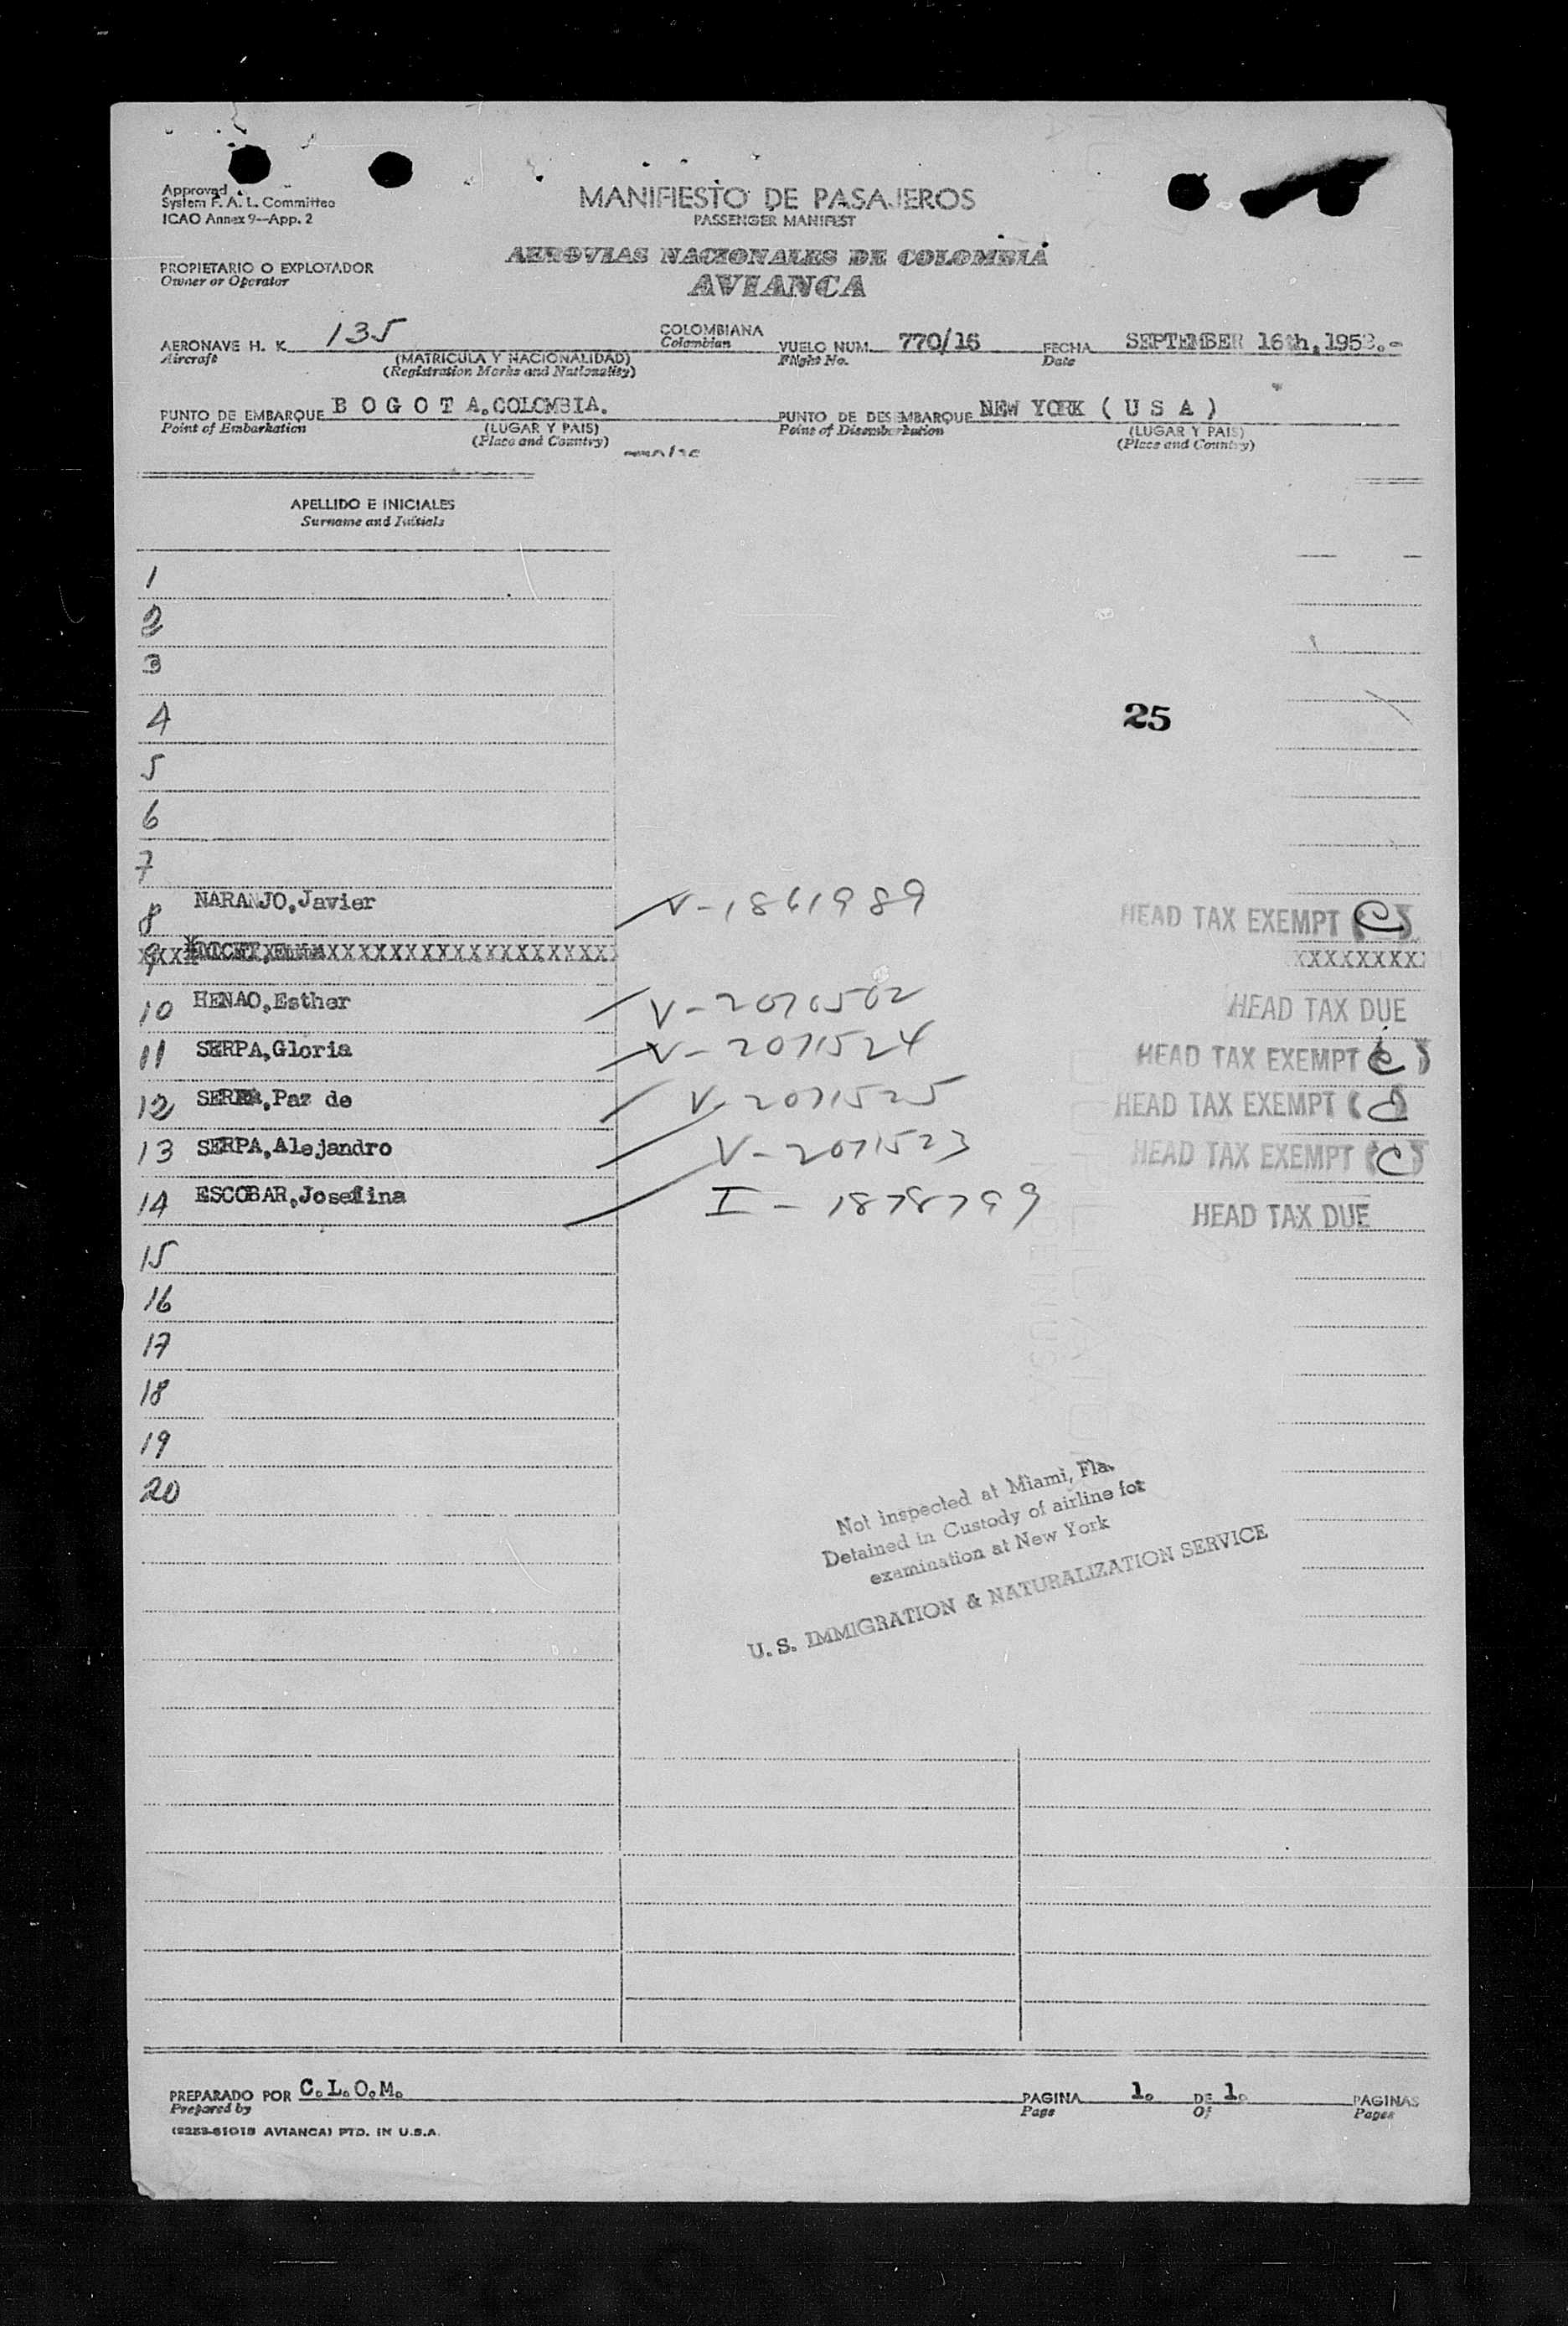 Approved
System F. A. L. Committee
ICAO Annex 9—App. 2
MANIFIESTO DE PASAJEROS
PASSENGER MANIFEST
AEROVIAS NACIONALES DE COLOMBIA
AVIANCA
PROPIETARIO O EXPLOTADOR
Owner or Operator
AERONAVE H. K. 135 COLOMBIANA VUELO NUM. 770/16 FECHA SEPTEMBER 16th, 1952.-
Aircraft (MATRICULA Y NACIONALIDAD) Colombian Flight No. Date
(Registration Marks and Nationality)
PUNTO DE EMBARQUE B O G O T A. COLOMBIA. PUNTO DE DESEMBARQUE NEW YORK ( U S A )
Point of Embarkation (LUGAR Y PAIS) Point of Disembarkation (LUGAR Y PAIS)
(Place and Country) (Place and Country)
APELLIDO E INICIALES
Surname and Initials
1
2
3
4 25
5
6
7
8 NARANJO, Javier V-1861989 HEAD TAX EXEMPT (C)
9
10 HENAO, Esther V-2070502 HEAD TAX DUE
11 SERPA, Gloria V-2071524 HEAD TAX EXEMPT (C)
12 SERPA, Paz de V-2071525 HEAD TAX EXEMPT (C)
13 SERPA, Alejandro V-2071523 HEAD TAX EXEMPT (C)
14 ESCOBAR, Josefina I-1878799 HEAD TAX DUE
15
16
17
18
19
20
Not inspected at Miami, Fla.
Detained in Custody of airline for
examination at New York
U. S. IMMIGRATION & NATURALIZATION SERVICE
PREPARADO POR C. L. O. M. PAGINA 1. DE 1. PAGINAS
Prepared by Page Of Pages
AVIANCA) PTD. IN U.S.A.